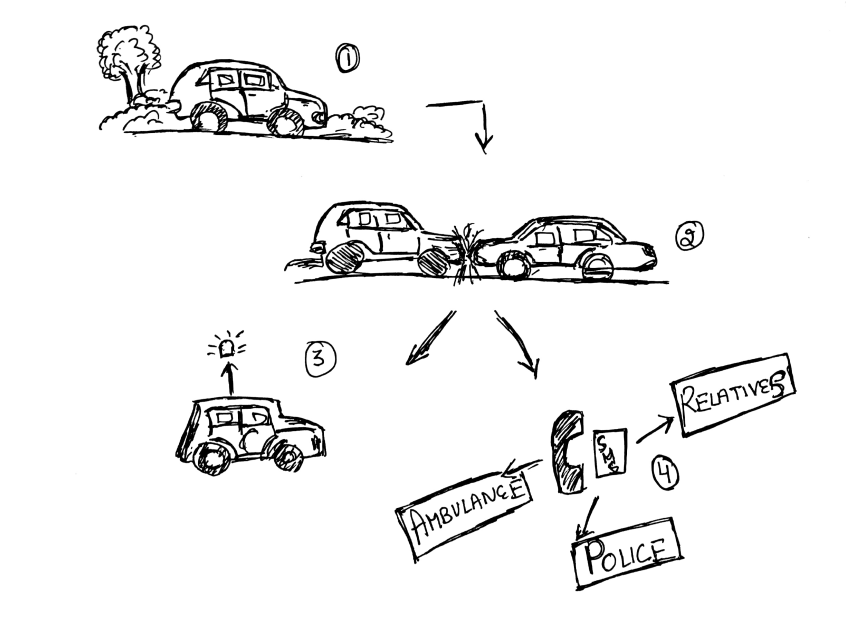 1
2
3
RELATIVES
SMS
4
AMBULANCE
POLICE